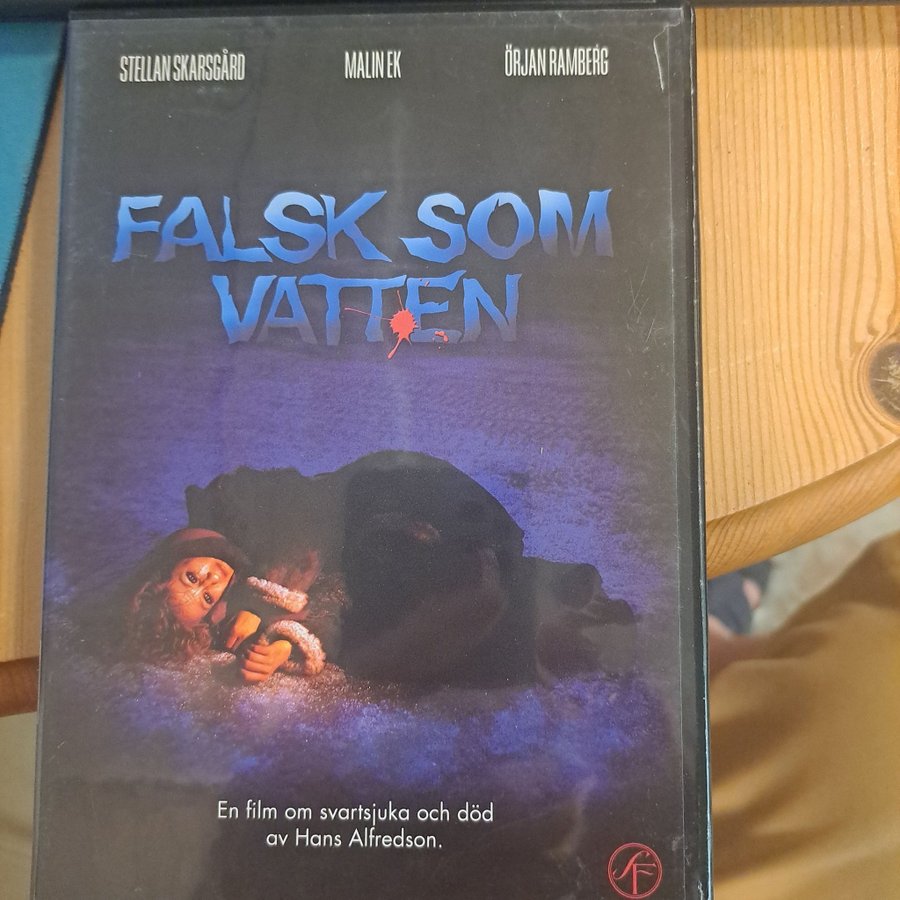 STELLAN SKARSGÅRD MALIN EK ÖRJAN RAMBERG
FALSK SOM
VATTEN
En film om svartsjuka och död
av Hans Alfredson.
SF